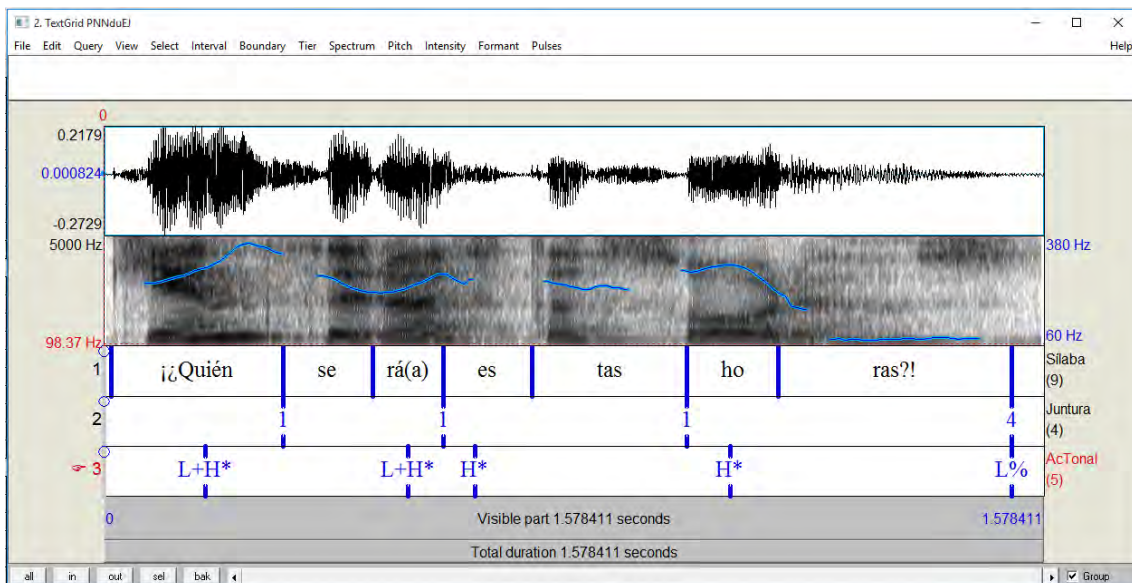 2. TextGrid PNNduEJ
File Edit Query View Select Interval Boundary Tier Spectrum Pitch Intensity Formant Pulses Help
0
0.2179
0.000824
-0.2729
5000 Hz 380 Hz
98.37 Hz 60 Hz
1 ¡¿Quién se rá(a) es tas ho ras?! Sílaba
(9)
2 1 1 1 4 Juntura
(4)
3 L+H* L+H* H* H* L% AcTonal
(5)
0 Visible part 1.578411 seconds 1.578411
Total duration 1.578411 seconds
all in out sel bak Group